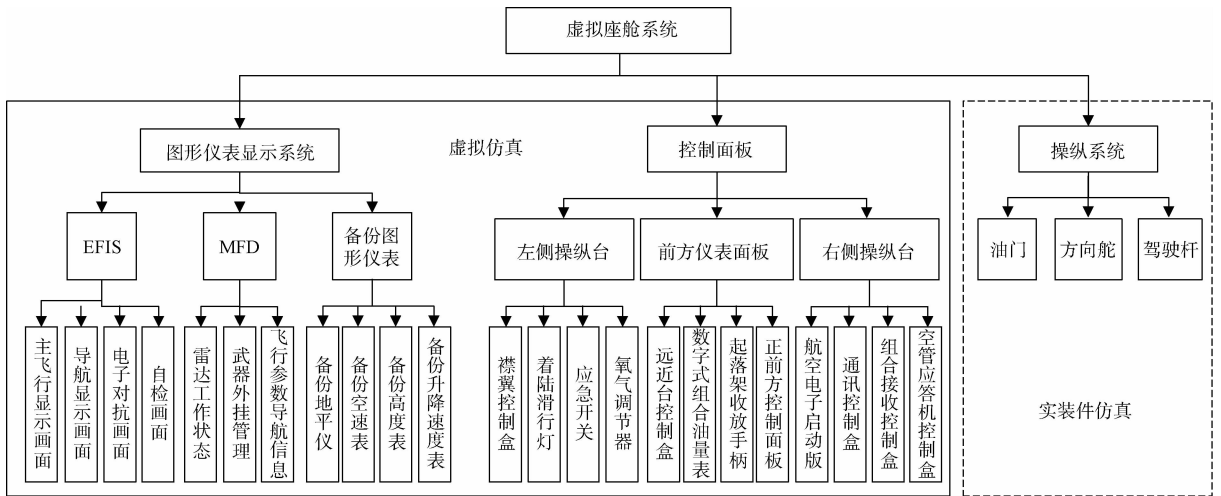 虚拟座舱系统
图形仪表显示系统
虚拟仿真
控制面板
操纵系统
EFIS
MFD
备份图
形仪表
左侧操纵台
前方仪表面板
右侧操纵台
油门
方向舵
驾驶杆
主飞行显示画面
导航显示画面
电子对抗画面
自检画面
雷达工作状态
武器外挂管理
飞行参数导航信息
备份地平仪
备份空速表
备份高度表
备份升降速度表
襟翼控制盒
着陆滑行灯
应急开关
氧气调节器
远近台控制盒
数字式组合油量表
起落架收放手柄
正前方控制面板
航空电子启动版
通讯控制盒
组合接收控制盒
空管应答机控制盒
实装件仿真